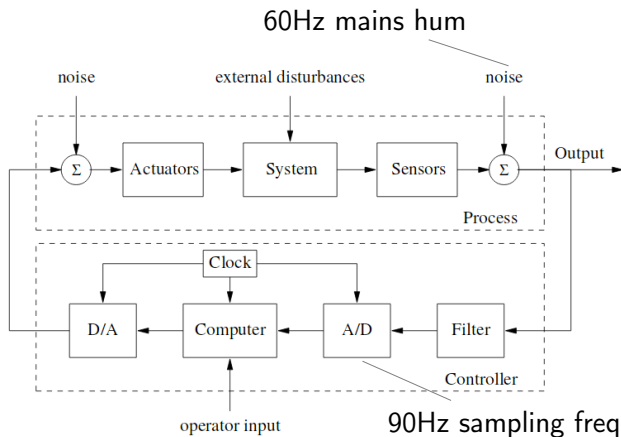 60Hz mains hum
noise
external disturbances
noise
Σ
Actuators
System
Sensors
Σ
Output
Process
Clock
D/A
Computer
A/D
Filter
Controller
operator input
90Hz sampling freq